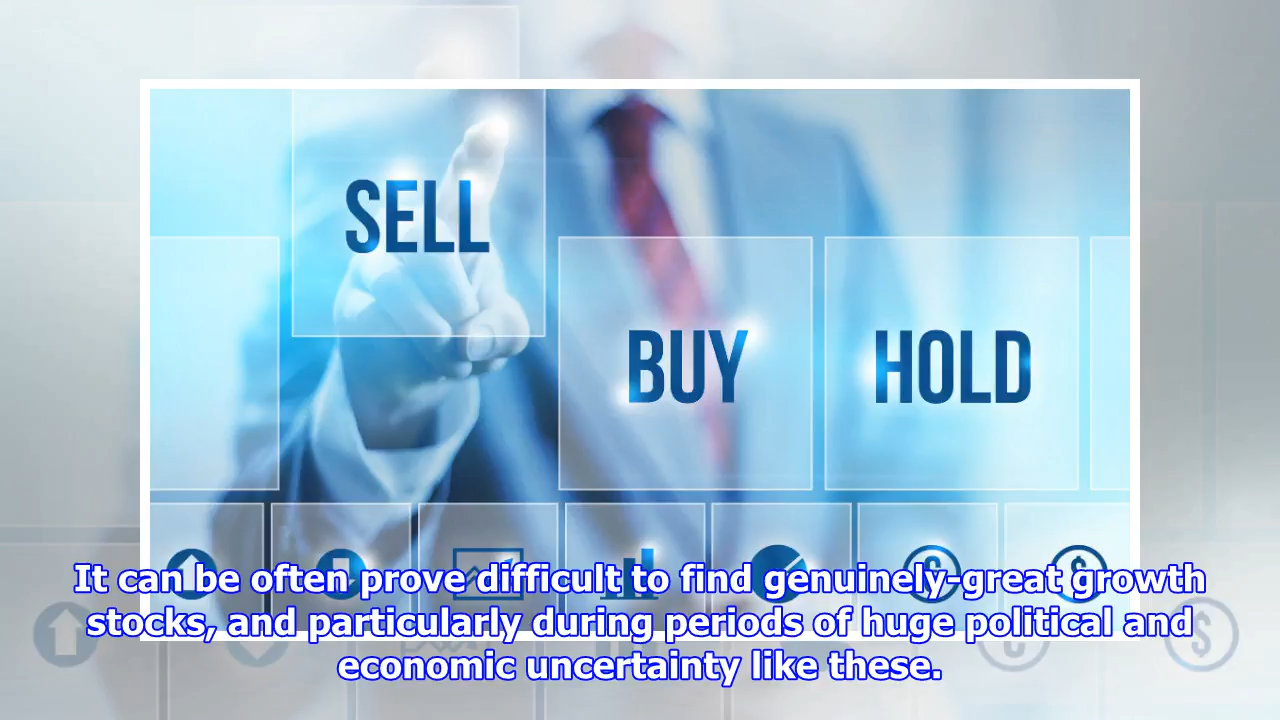 SELL
BUY
HOLD
It can be often prove difficult to find genuinely-great growth
stocks, and particularly during periods of huge political and
economic uncertainty like these.